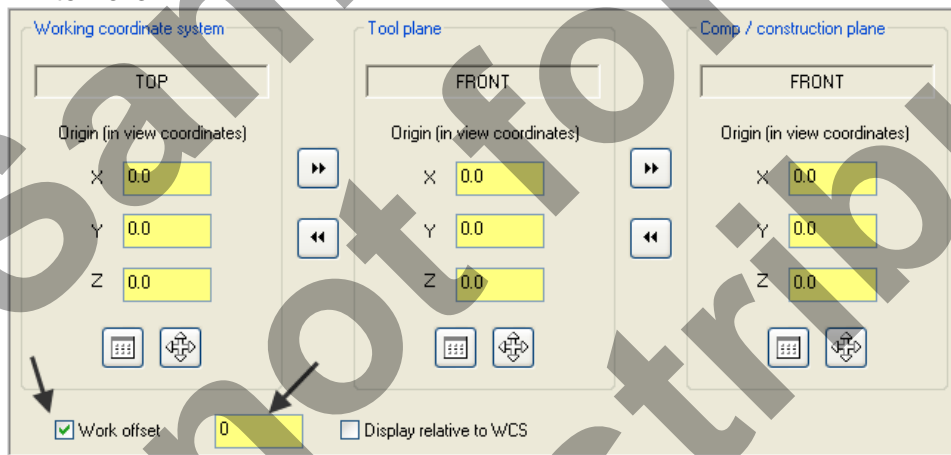 Working coordinate system
TOP
Origin (in view coordinates)
X 0.0
Y 0.0
Z 0.0
Tool plane
FRONT
Origin (in view coordinates)
X 0.0
Y 0.0
Z 0.0
Comp / construction plane
FRONT
Origin (in view coordinates)
X 0.0
Y 0.0
Z 0.0
Work offset 0 Display relative to WCS